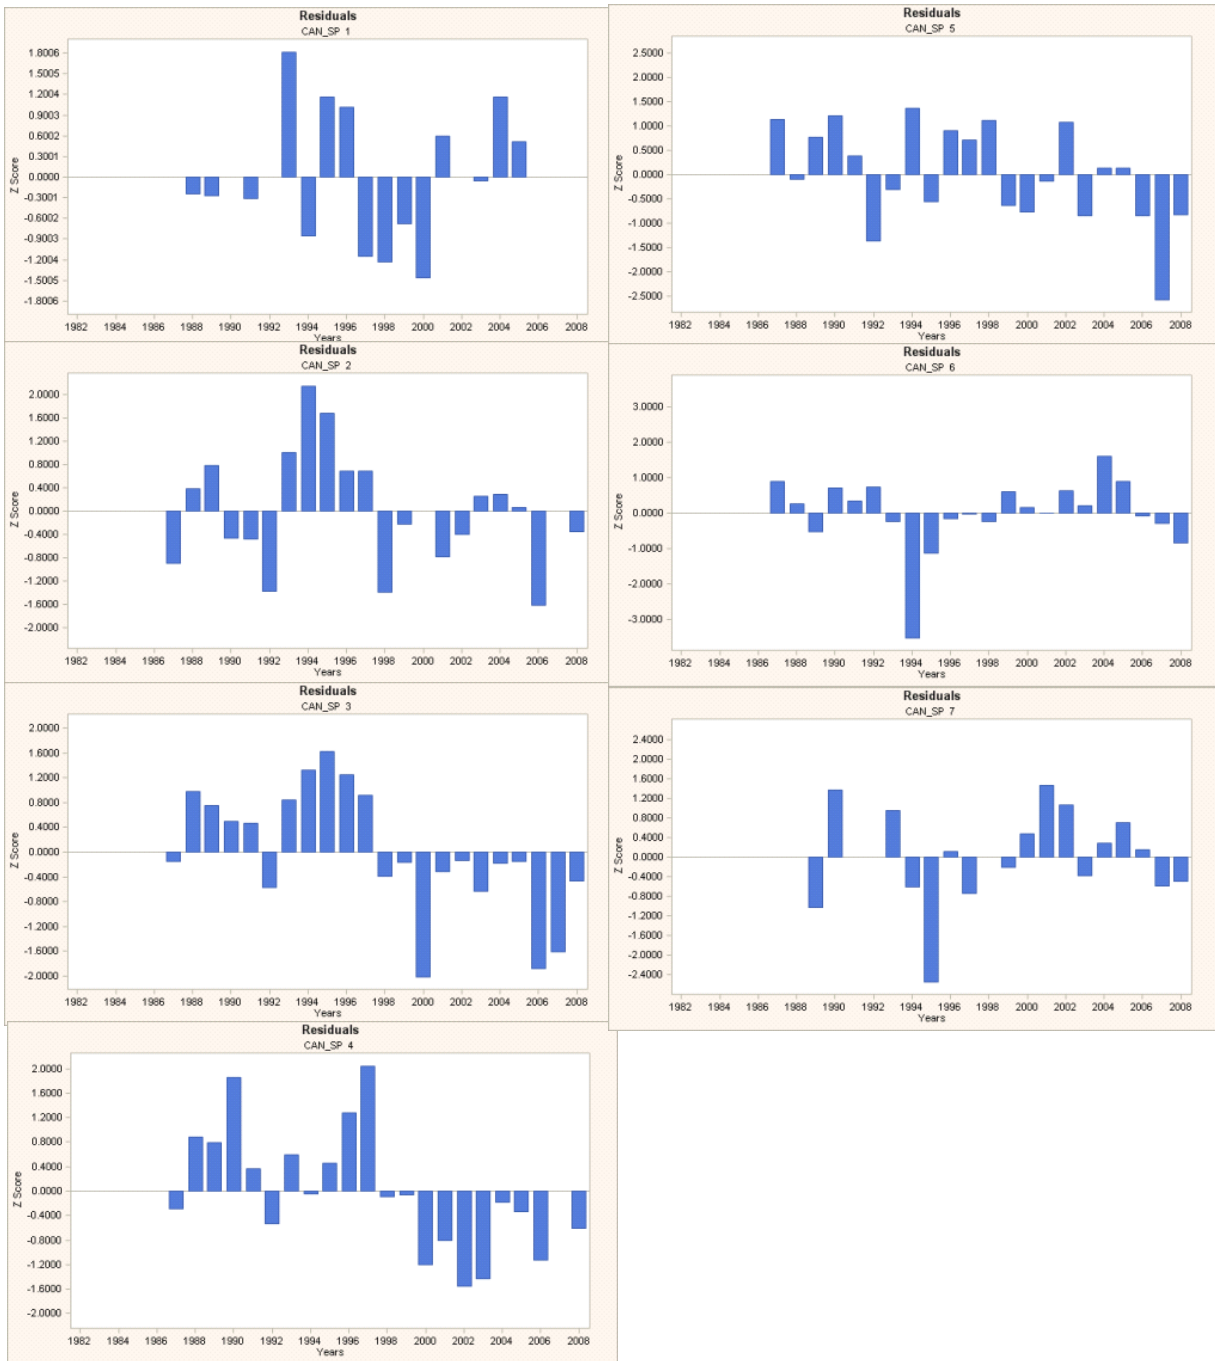 Residuals
CAN_SP 1
Z Score
1.8006
1.5005
1.2004
0.9003
0.6002
0.3001
0.0000
-0.3001
-0.6002
-0.9003
-1.2004
-1.5005
-1.8006
1982 1984 1986 1988 1990 1992 1994 1996 1998 2000 2002 2004 2006 2008
Years
Residuals
CAN_SP 2
Z Score
2.0000
1.6000
1.2000
0.8000
0.4000
0.0000
-0.4000
-0.8000
-1.2000
-1.6000
-2.0000
1982 1984 1986 1988 1990 1992 1994 1996 1998 2000 2002 2004 2006 2008
Years
Residuals
CAN_SP 3
Z Score
2.0000
1.6000
1.2000
0.8000
0.4000
0.0000
-0.4000
-0.8000
-1.2000
-1.6000
-2.0000
1982 1984 1986 1988 1990 1992 1994 1996 1998 2000 2002 2004 2006 2008
Years
Residuals
CAN_SP 4
Z Score
2.0000
1.6000
1.2000
0.8000
0.4000
0.0000
-0.4000
-0.8000
-1.2000
-1.6000
-2.0000
1982 1984 1986 1988 1990 1992 1994 1996 1998 2000 2002 2004 2006 2008
Years
Residuals
CAN_SP 5
Z Score
2.5000
2.0000
1.5000
1.0000
0.5000
0.0000
-0.5000
-1.0000
-1.5000
-2.0000
-2.5000
1982 1984 1986 1988 1990 1992 1994 1996 1998 2000 2002 2004 2006 2008
Years
Residuals
CAN_SP 6
Z Score
3.0000
2.0000
1.0000
0.0000
-1.0000
-2.0000
-3.0000
1982 1984 1986 1988 1990 1992 1994 1996 1998 2000 2002 2004 2006 2008
Years
Residuals
CAN_SP 7
Z Score
2.4000
2.0000
1.6000
1.2000
0.8000
0.4000
0.0000
-0.4000
-0.8000
-1.2000
-1.6000
-2.0000
-2.4000
1982 1984 1986 1988 1990 1992 1994 1996 1998 2000 2002 2004 2006 2008
Years